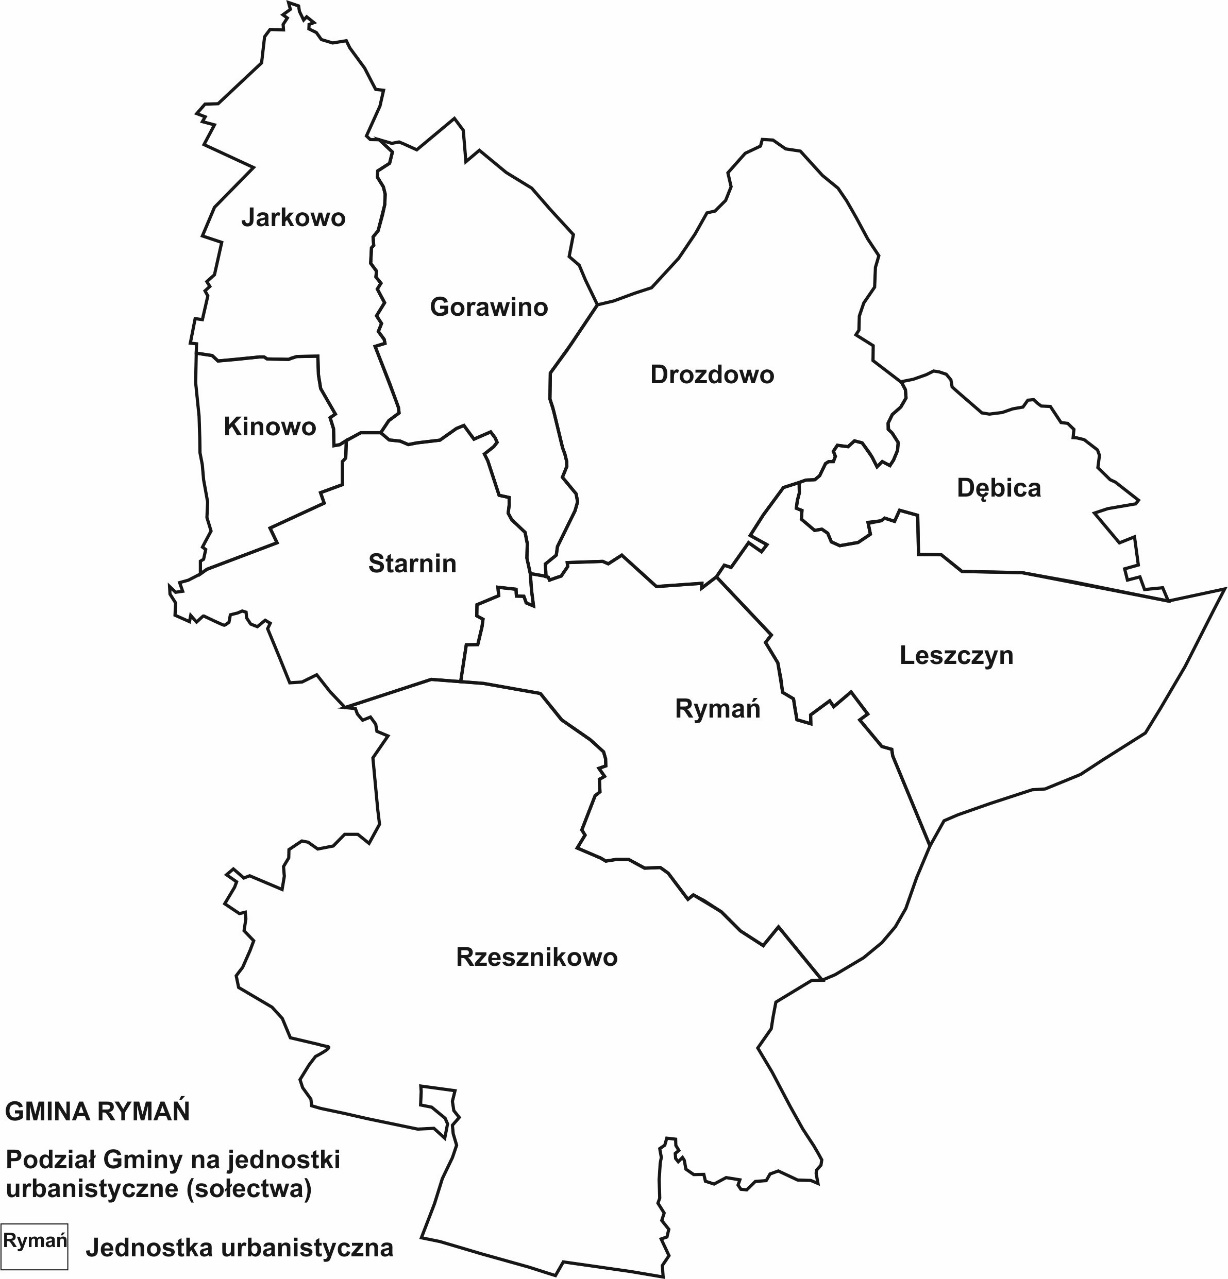 Jarkowo
Gorawino
Drozdowo
Kinowo
Dębica
Starnin
Leszczyn
Rymań
Rzesznikowo
GMINA RYMAŃ
Podział Gminy na jednostki
urbanistyczne (sołectwa)
Rymań
Jednostka urbanistyczna